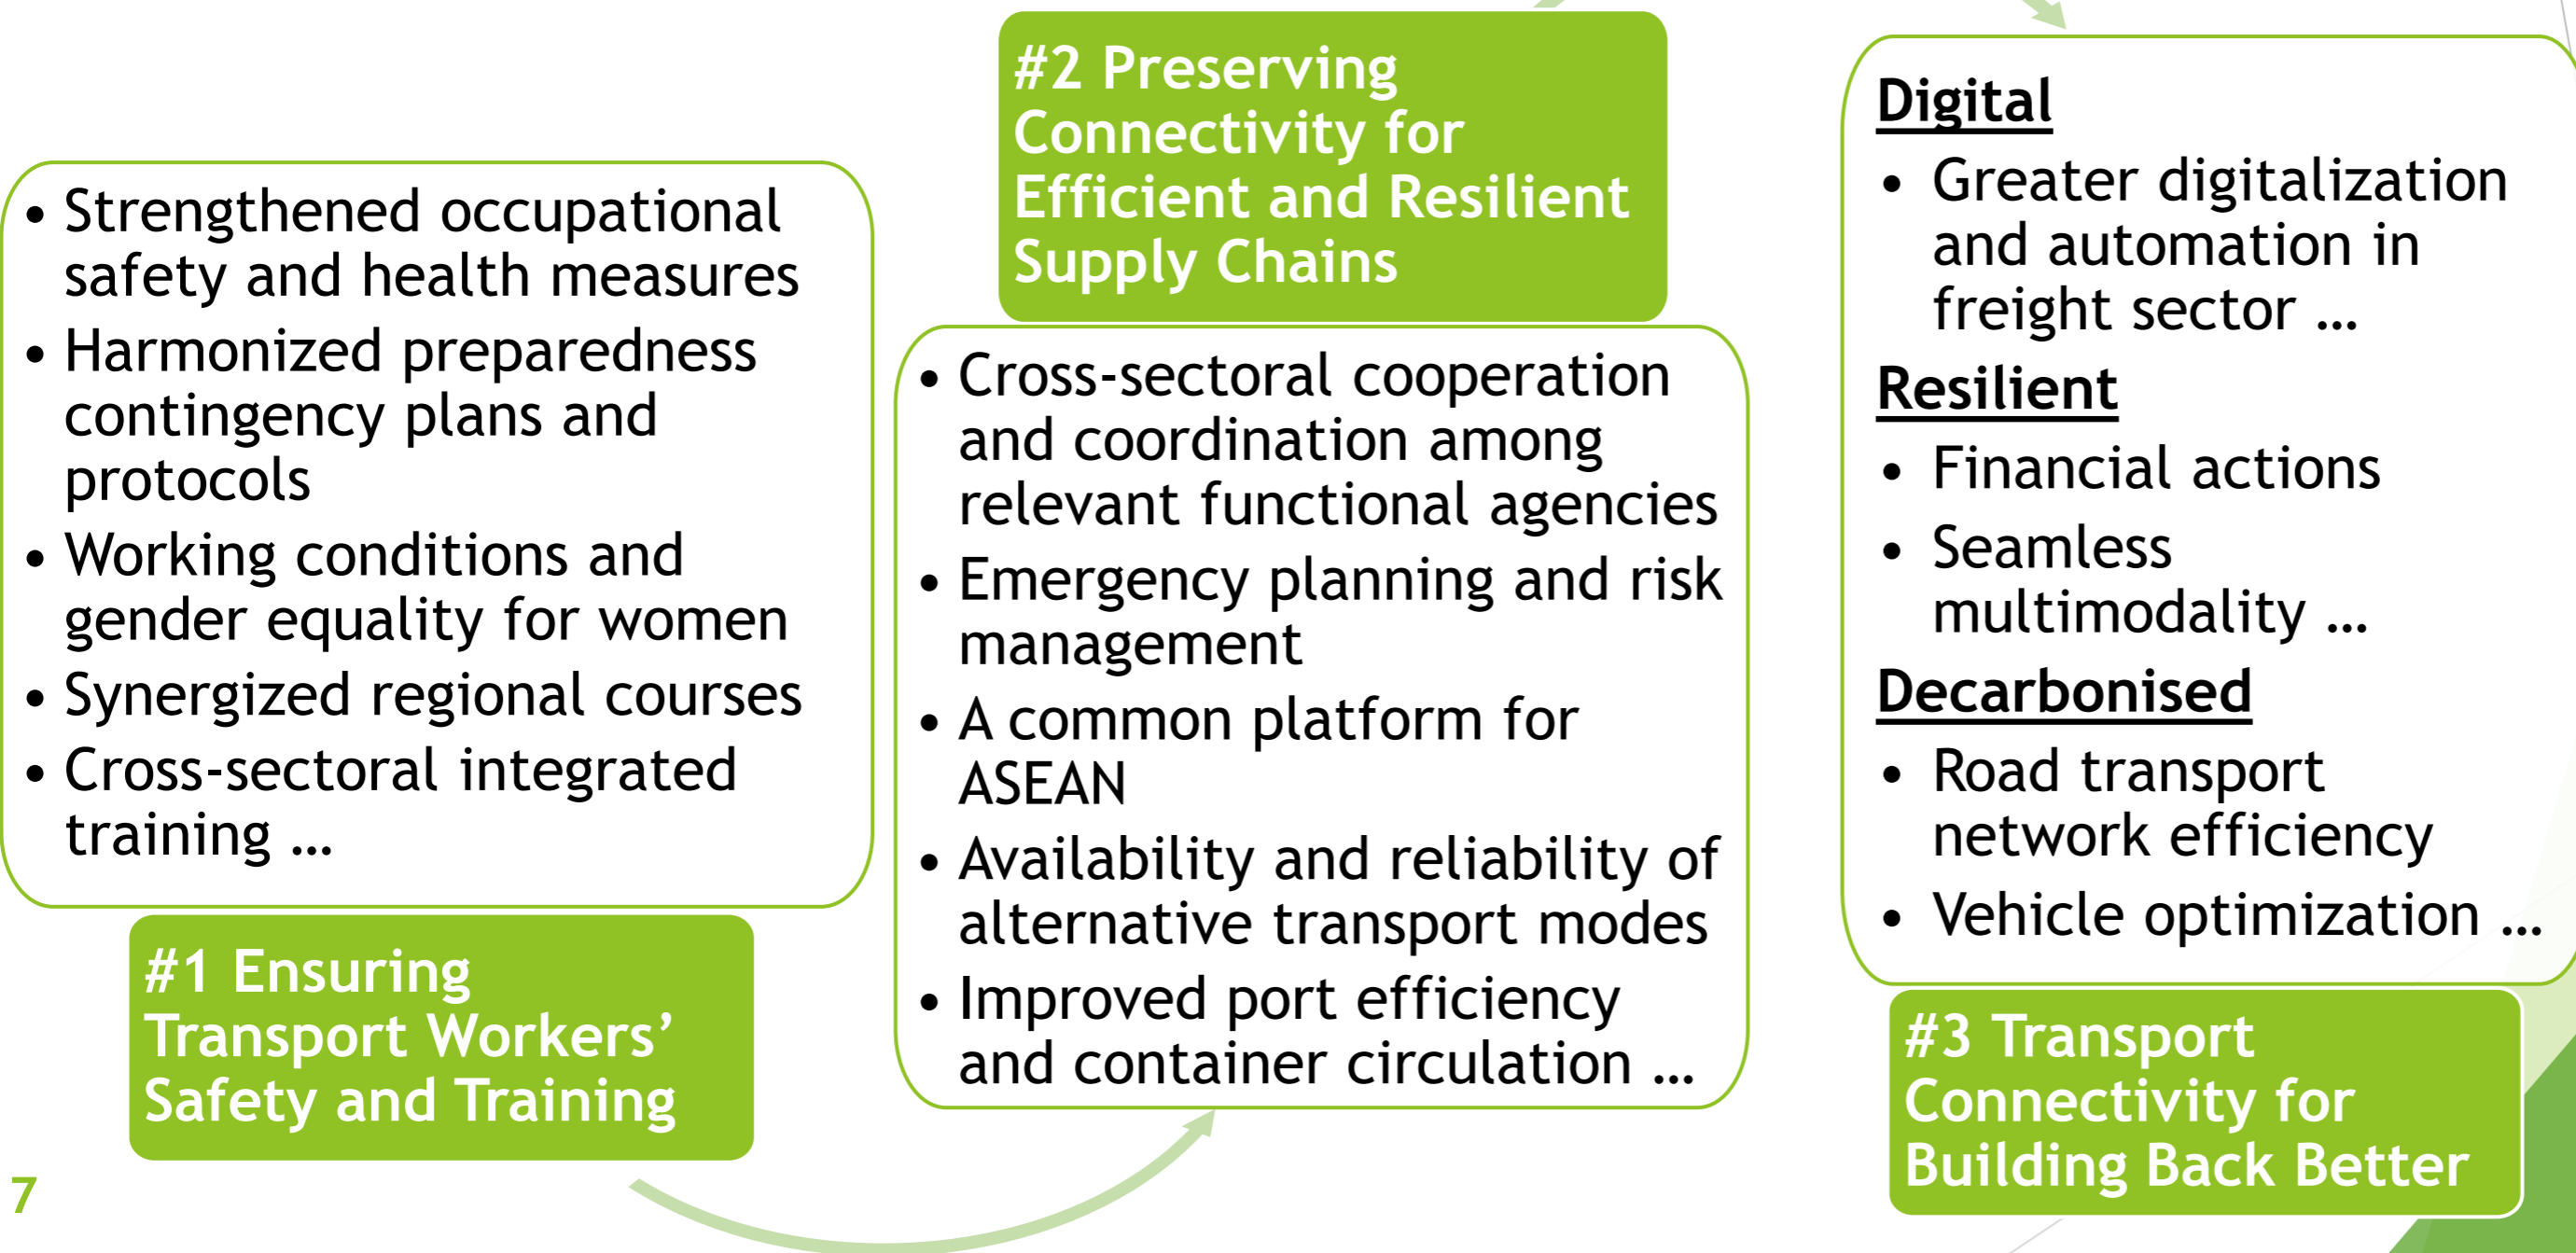 • Strengthened occupational
safety and health measures
• Harmonized preparedness
contingency plans and
protocols
• Working conditions and
gender equality for women
• Synergized regional courses
• Cross-sectoral integrated
training …
#1 Ensuring
Transport Workers’
Safety and Training
#2 Preserving
Connectivity for
Efficient and Resilient
Supply Chains
• Cross-sectoral cooperation
and coordination among
relevant functional agencies
• Emergency planning and risk
management
• A common platform for
ASEAN
• Availability and reliability of
alternative transport modes
• Improved port efficiency
and container circulation …
Digital
• Greater digitalization
and automation in
freight sector …
Resilient
• Financial actions
• Seamless
multimodality …
Decarbonised
• Road transport
network efficiency
• Vehicle optimization …
#3 Transport
Connectivity for
Building Back Better
7